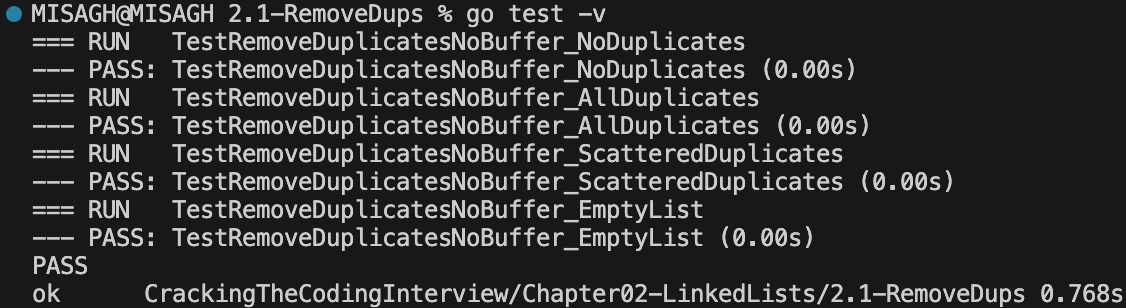 MISAGH@MISAGH 2.1-RemoveDups % go test -v
=== RUN   TestRemoveDuplicatesNoBuffer_NoDuplicates
--- PASS: TestRemoveDuplicatesNoBuffer_NoDuplicates (0.00s)
=== RUN   TestRemoveDuplicatesNoBuffer_AllDuplicates
--- PASS: TestRemoveDuplicatesNoBuffer_AllDuplicates (0.00s)
=== RUN   TestRemoveDuplicatesNoBuffer_ScatteredDuplicates
--- PASS: TestRemoveDuplicatesNoBuffer_ScatteredDuplicates (0.00s)
=== RUN   TestRemoveDuplicatesNoBuffer_EmptyList
--- PASS: TestRemoveDuplicatesNoBuffer_EmptyList (0.00s)
PASS
ok      CrackingTheCodingInterview/Chapter02-LinkedLists/2.1-RemoveDups 0.768s